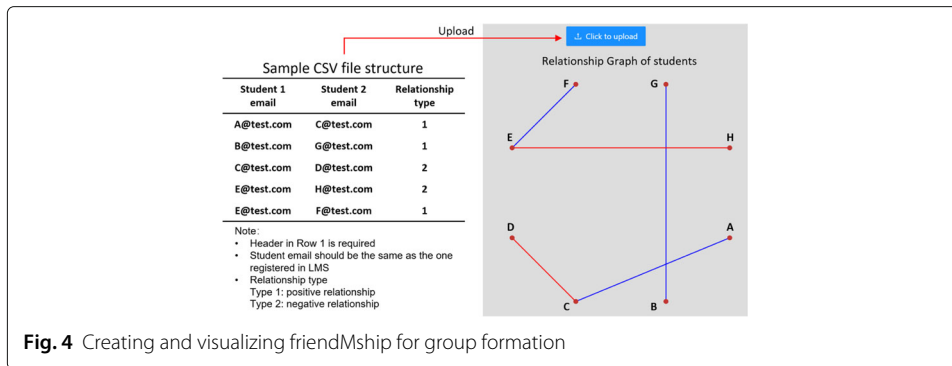 Upload
Click to upload
Sample CSV file structure
Student 1 email Student 2 email Relationship type
A@test.com C@test.com 1
B@test.com G@test.com 1
C@test.com D@test.com 2
E@test.com H@test.com 2
E@test.com F@test.com 1
Note:
• Header in Row 1 is required
• Student email should be the same as the one
registered in LMS
• Relationship type
Type 1: positive relationship
Type 2: negative relationship
Relationship Graph of students
F G
E H
D A
C B
Fig. 4 Creating and visualizing friendMship for group formation